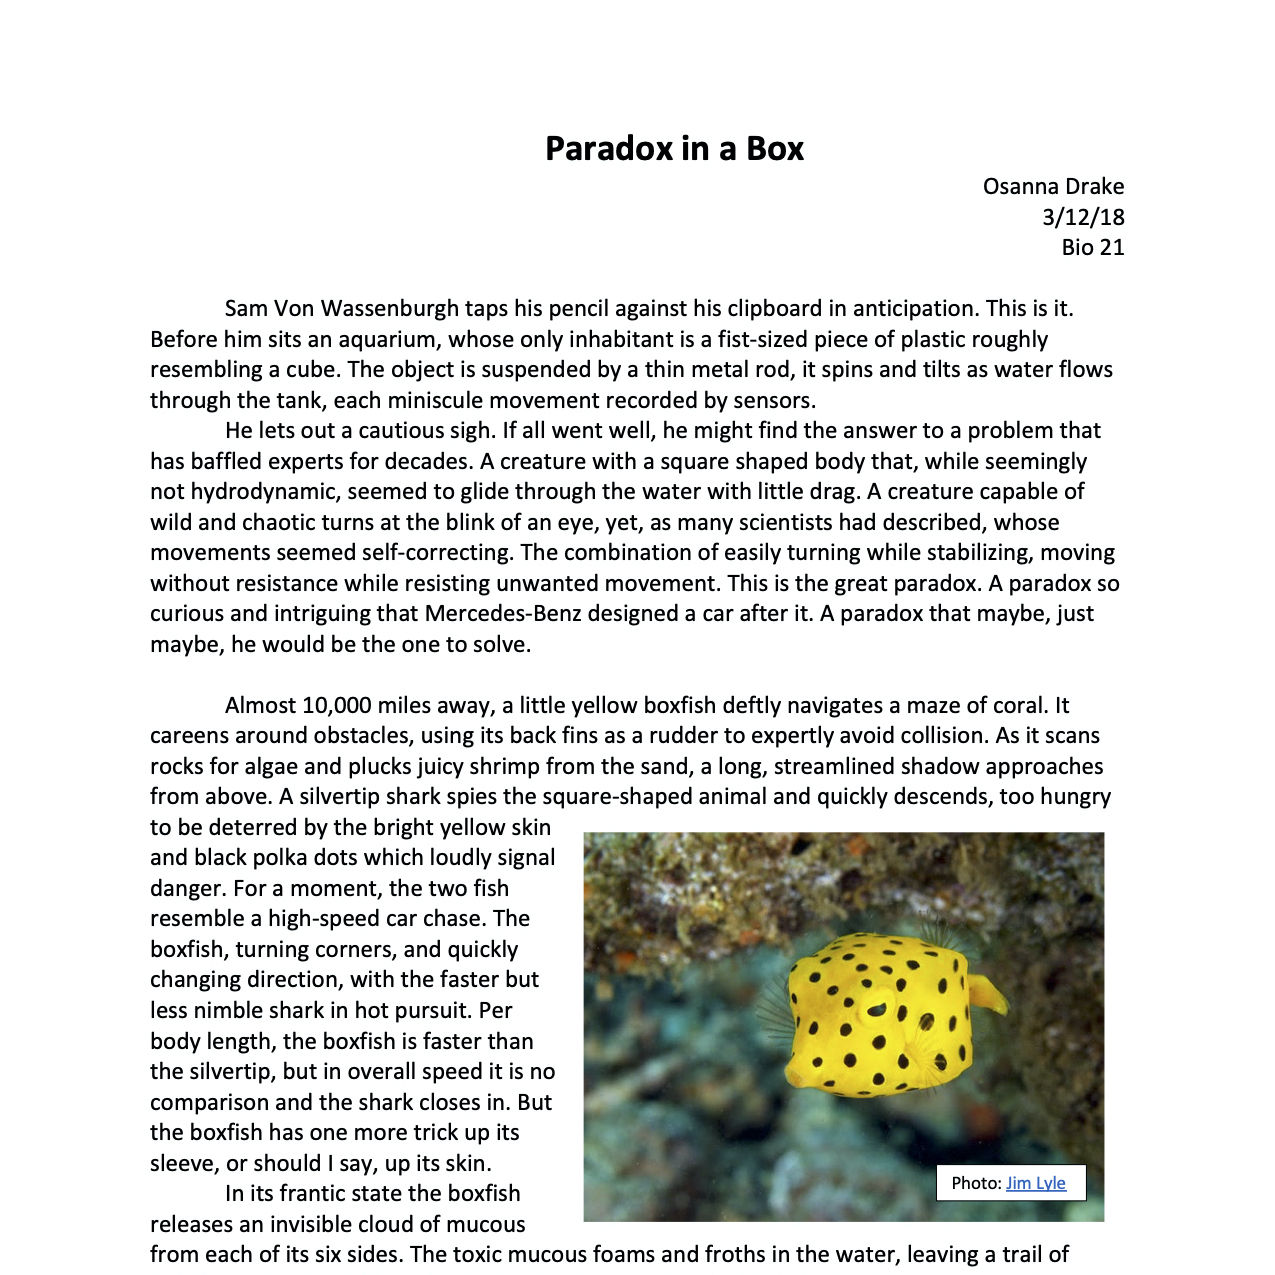 Paradox in a Box
Osanna Drake
3/12/18
Bio 21
Sam Von Wassenburgh taps his pencil against his clipboard in anticipation. This is it.
Before him sits an aquarium, whose only inhabitant is a fist-sized piece of plastic roughly
resembling a cube. The object is suspended by a thin metal rod, it spins and tilts as water flows
through the tank, each miniscule movement recorded by sensors.
He lets out a cautious sigh. If all went well, he might find the answer to a problem that
has baffled experts for decades. A creature with a square shaped body that, while seemingly
not hydrodynamic, seemed to glide through the water with little drag. A creature capable of
wild and chaotic turns at the blink of an eye, yet, as many scientists had described, whose
movements seemed self-correcting. The combination of easily turning while stabilizing, moving
without resistance while resisting unwanted movement. This is the great paradox. A paradox so
curious and intriguing that Mercedes-Benz designed a car after it. A paradox that maybe, just
maybe, he would be the one to solve.
Almost 10,000 miles away, a little yellow boxfish deftly navigates a maze of coral. It
careens around obstacles, using its back fins as a rudder to expertly avoid collision. As it scans
rocks for algae and plucks juicy shrimp from the sand, a long, streamlined shadow approaches
from above. A silvertip shark spies the square-shaped animal and quickly descends, too hungry
to be deterred by the bright yellow skin
and black polka dots which loudly signal
danger. For a moment, the two fish
resemble a high-speed car chase. The
boxfish, turning corners, and quickly
changing direction, with the faster but
less nimble shark in hot pursuit. Per
body length, the boxfish is faster than
the silvertip, but in overall speed it is no
comparison and the shark closes in. But
the boxfish has one more trick up its
sleeve, or should I say, up its skin.
In its frantic state the boxfish
releases an invisible cloud of mucous
from each of its six sides. The toxic mucous foams and froths in the water, leaving a trail of
Photo: Jim Lyle